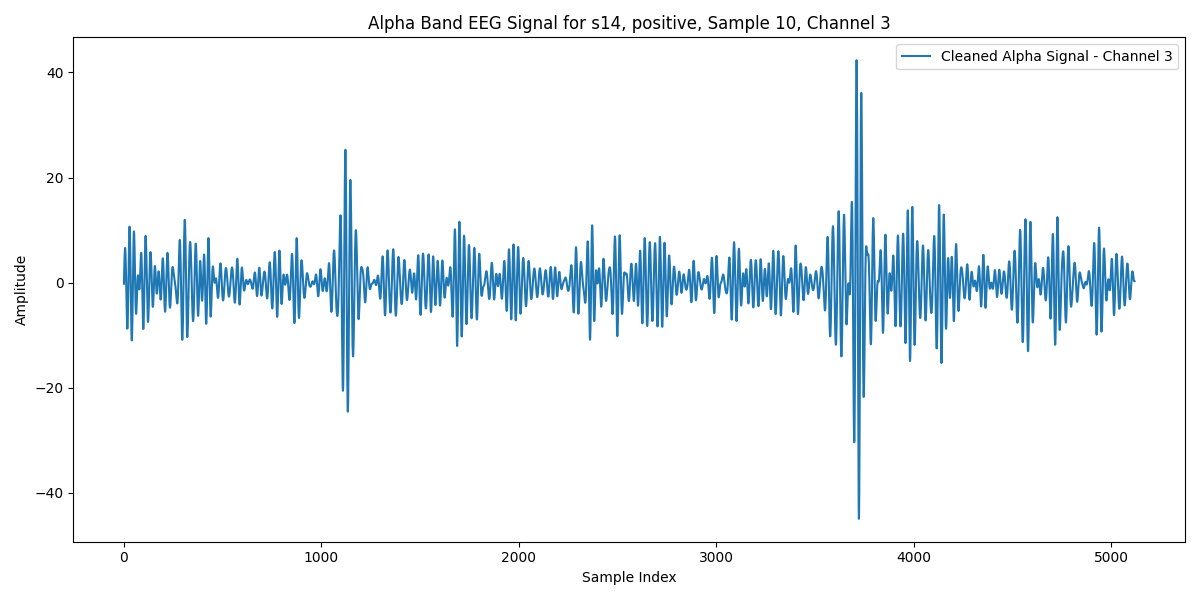 Alpha Band EEG Signal for s14, positive, Sample 10, Channel 3
Cleaned Alpha Signal - Channel 3
Amplitude
40
20
0
−20
−40
0 1000 2000 3000 4000 5000
Sample Index